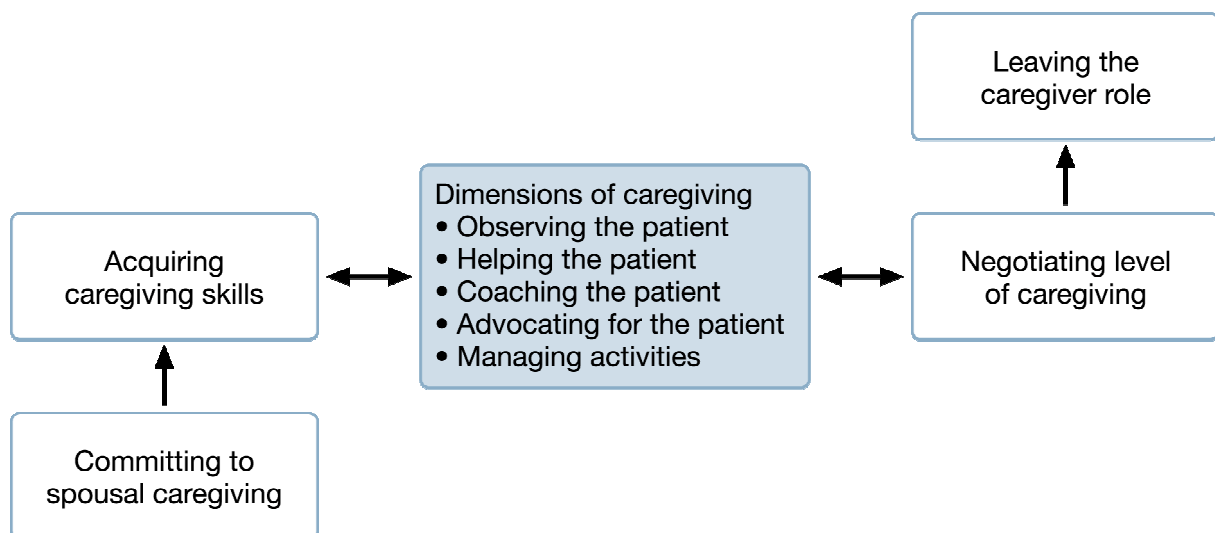 Leaving the
caregiver role
Dimensions of caregiving
• Observing the patient
• Helping the patient
• Coaching the patient
• Advocating for the patient
• Managing activities
Acquiring
caregiving skills
Negotiating level
of caregiving
Committing to
spousal caregiving